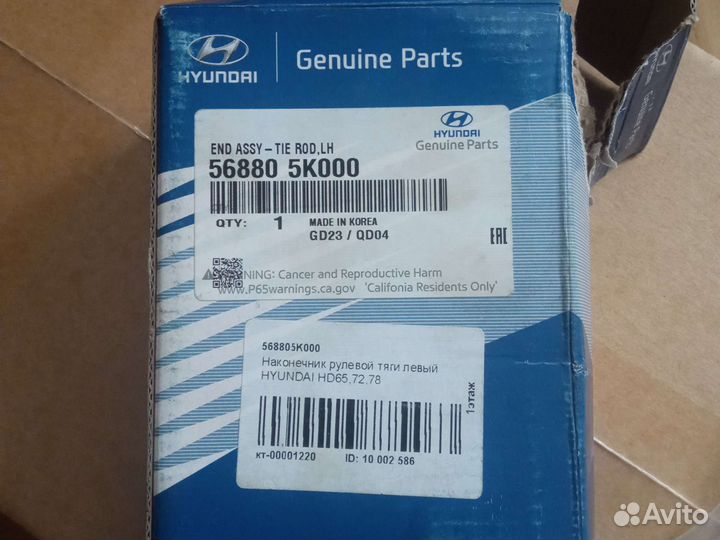 HYUNDAI
Genuine Parts
HYUNDAI
Genuine Parts
END ASSY – TIE ROD,LH
56880 5K000
QTY: 1
MADE IN KOREA
GD23 / QD04
EAC
WARNING: Cancer and Reproductive Harm
www.P65warnings.ca.gov 'Califonia Residents Only'
568805K000
Наконечник рулевой тяги левый
HYUNDAI HD65,72,78
1этаж
кт-00001220 ID: 10 002 586
Avito